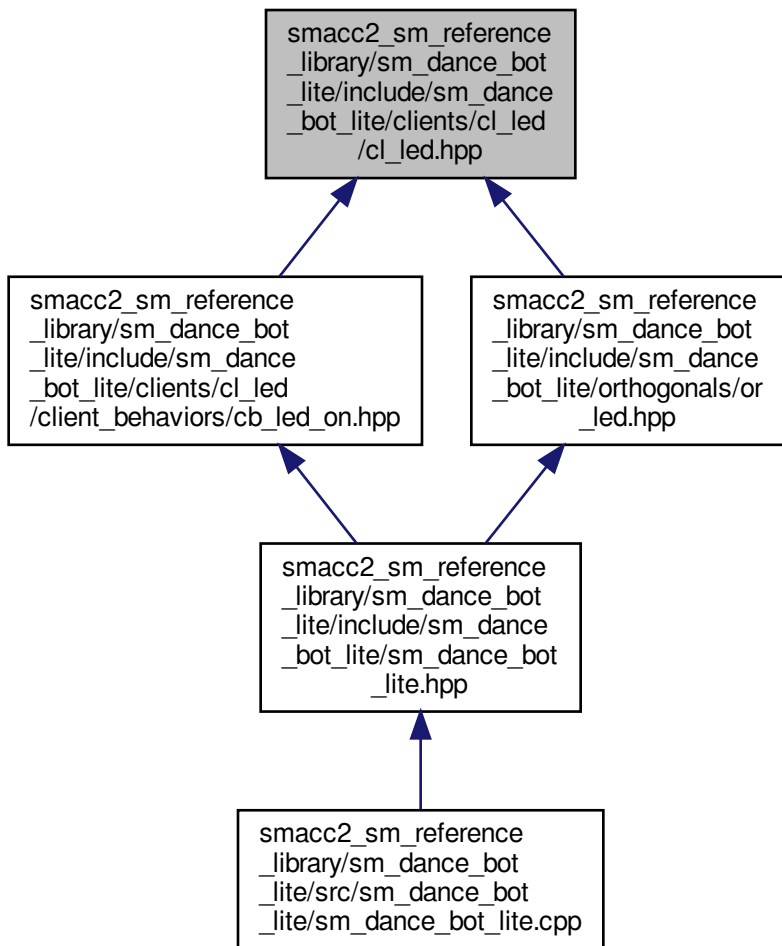 smacc2_sm_reference
_library/sm_dance_bot
_lite/include/sm_dance
_bot_lite/clients/cl_led
/cl_led.hpp
smacc2_sm_reference
_library/sm_dance_bot
_lite/include/sm_dance
_bot_lite/clients/cl_led
/client_behaviors/cb_led_on.hpp
smacc2_sm_reference
_library/sm_dance_bot
_lite/include/sm_dance
_bot_lite/orthogonals/or
_led.hpp
smacc2_sm_reference
_library/sm_dance_bot
_lite/include/sm_dance
_bot_lite/sm_dance_bot
_lite.hpp
smacc2_sm_reference
_library/sm_dance_bot
_lite/src/sm_dance_bot
_lite/sm_dance_bot_lite.cpp